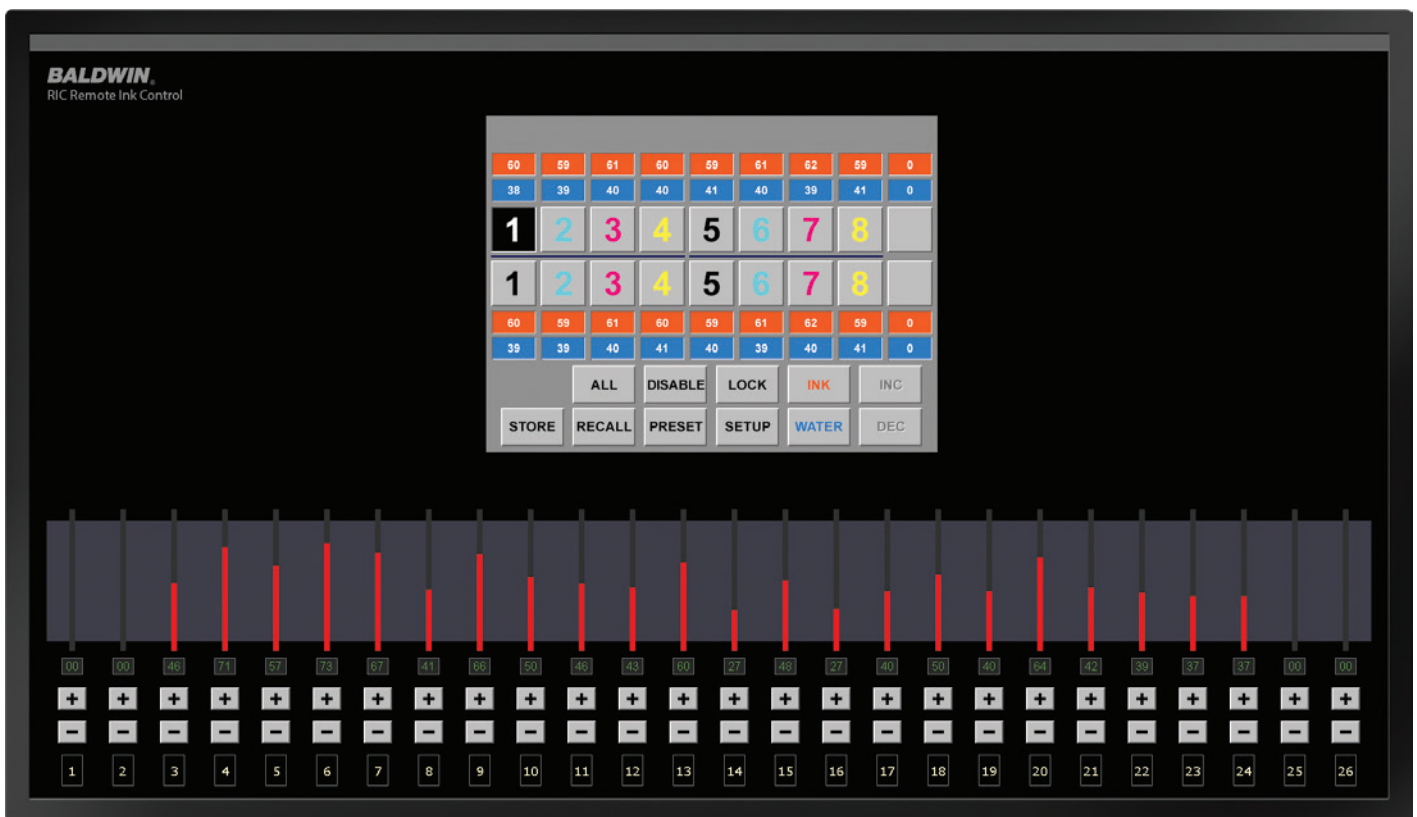 BALDWIN®
RIC Remote Ink Control
60 59 61 60 59 61 62 59 0
38 39 40 40 41 40 39 41 0
1 2 3 4 5 6 7 8
1 2 3 4 5 6 7 8
60 59 61 60 59 61 62 59 0
39 39 40 41 40 39 40 41 0
ALL DISABLE LOCK INK INC
STORE RECALL PRESET SETUP WATER DEC
00 00 46 71 57 73 67 41 66 50 46 43 60 27 48 27 40 50 40 64 42 39 37 37 00 00
+ + + + + + + + + + + + + + + + + + + + + + + + + +
- - - - - - - - - - - - - - - - - - - - - - - - - -
1 2 3 4 5 6 7 8 9 10 11 12 13 14 15 16 17 18 19 20 21 22 23 24 25 26